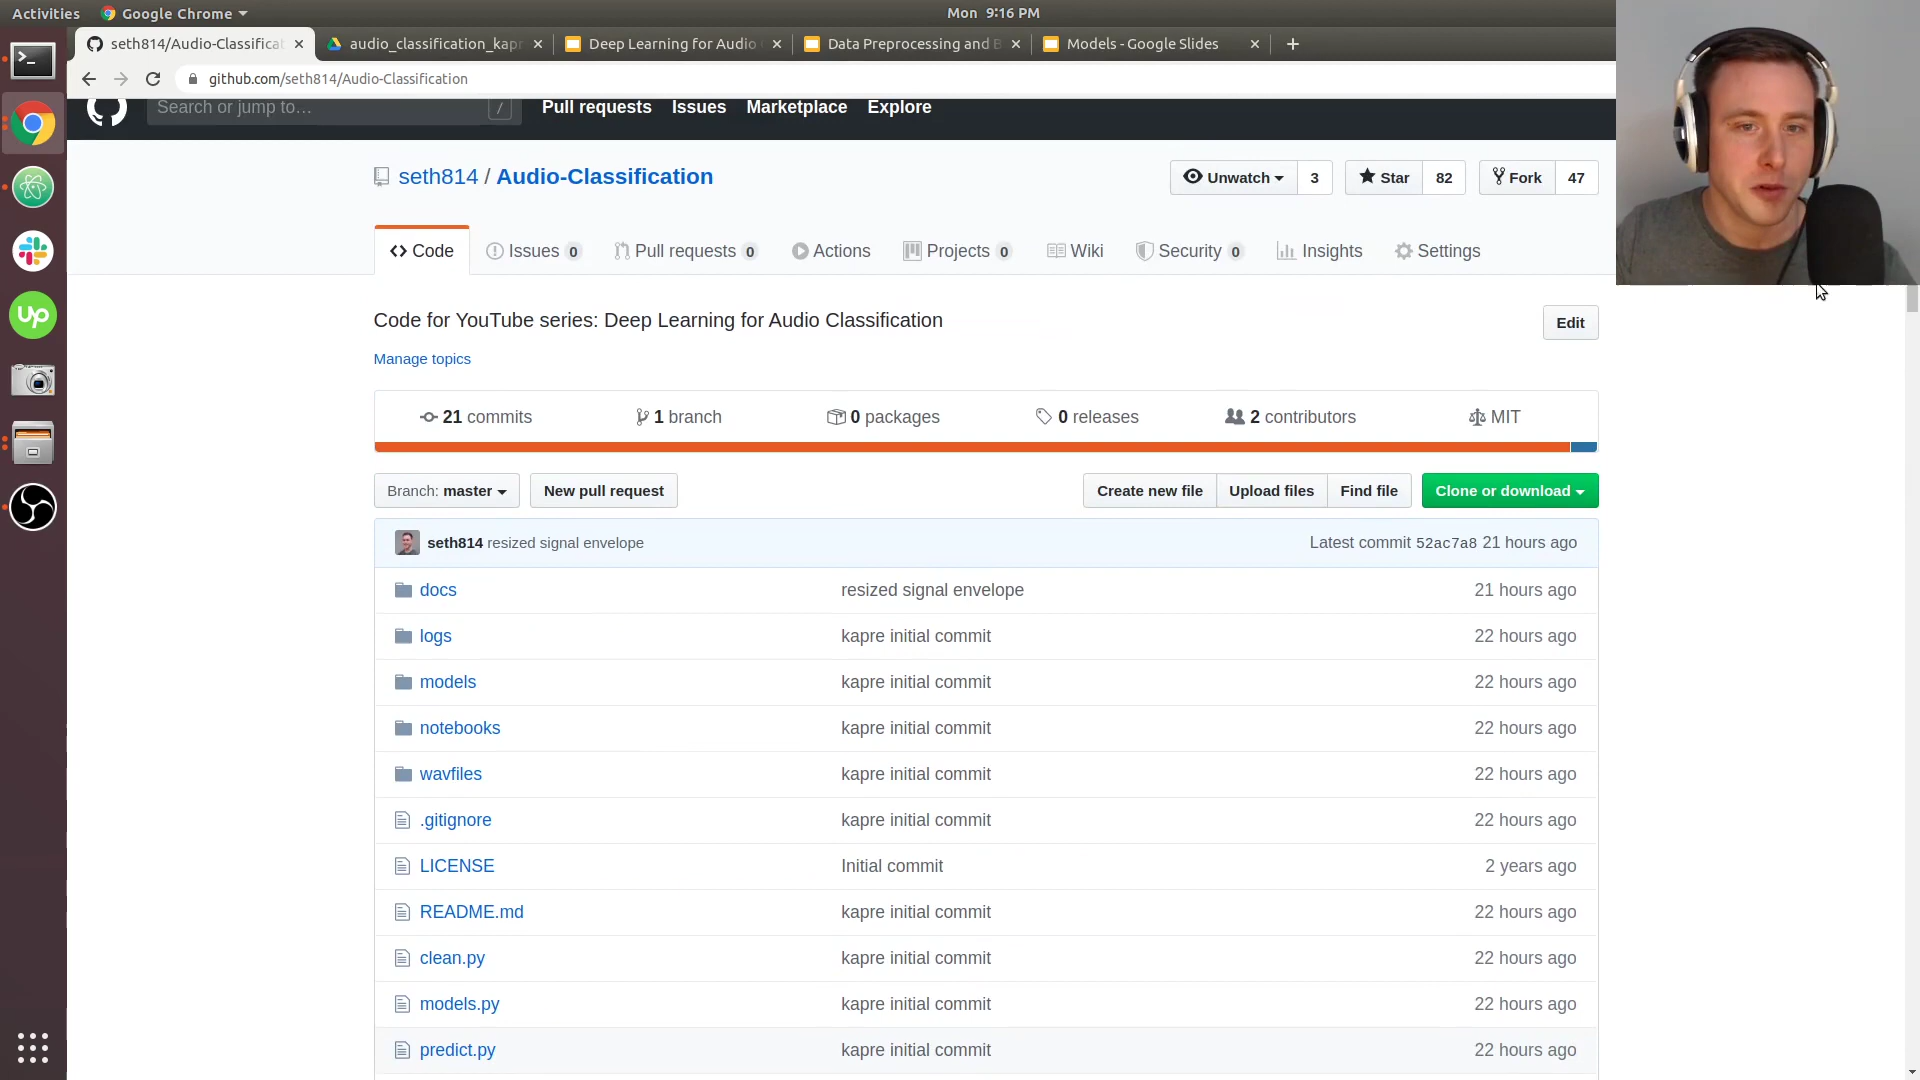 Activities Google Chrome Mon 9:16 PM
seth814/Audio-Classificat audio_classification_kapr Deep Learning for Audio Data Preprocessing and B Models - Google Slides
github.com/seth814/Audio-Classification
Search or jump to… / Pull requests Issues Marketplace Explore
seth814 / Audio-Classification Unwatch 3 Star 82 Fork 47
Code Issues 0 Pull requests 0 Actions Projects 0 Wiki Security 0 Insights Settings
Code for YouTube series: Deep Learning for Audio Classification Edit
Manage topics
21 commits 1 branch 0 packages 0 releases 2 contributors MIT
Branch: master New pull request Create new file Upload files Find file Clone or download
seth814 resized signal envelope Latest commit 52ac7a8 21 hours ago
docs resized signal envelope 21 hours ago
logs kapre initial commit 22 hours ago
models kapre initial commit 22 hours ago
notebooks kapre initial commit 22 hours ago
wavfiles kapre initial commit 22 hours ago
.gitignore kapre initial commit 22 hours ago
LICENSE Initial commit 2 years ago
README.md kapre initial commit 22 hours ago
clean.py kapre initial commit 22 hours ago
models.py kapre initial commit 22 hours ago
predict.py kapre initial commit 22 hours ago
up